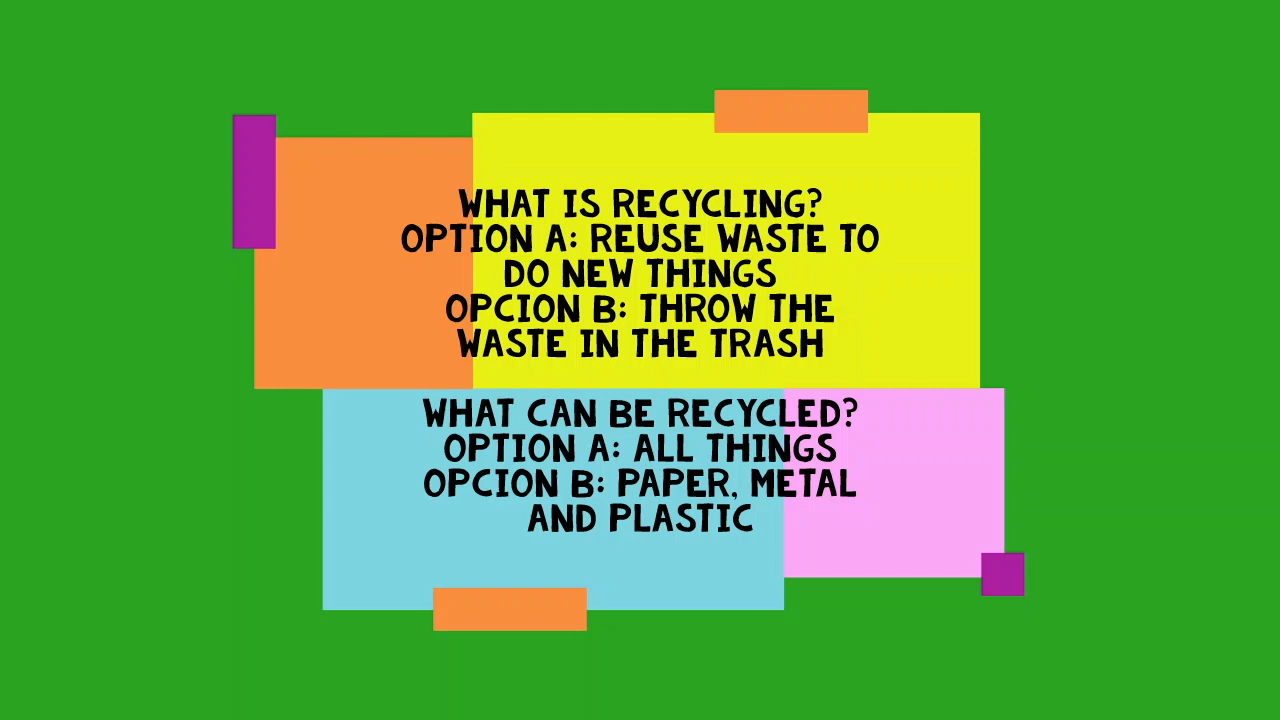 WHAT IS RECYCLING?
OPTION A: REUSE WASTE TO
DO NEW THINGS
OPCION B: THROW THE
WASTE IN THE TRASH
WHAT CAN BE RECYCLED?
OPTION A: ALL THINGS
OPCION B: PAPER, METAL
AND PLASTIC